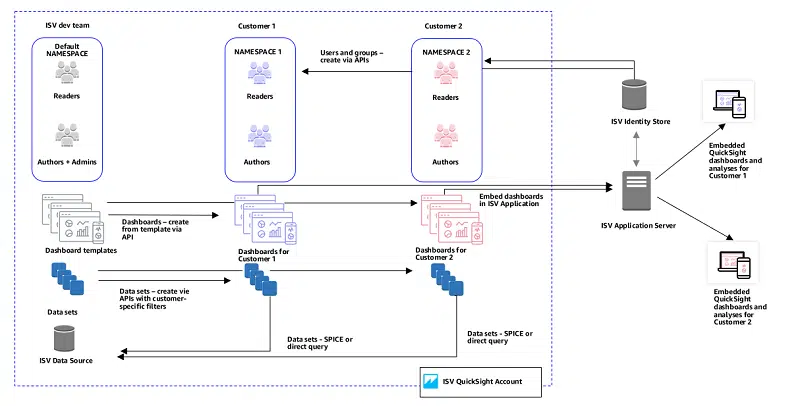 ISV dev team
Customer 1
Customer 2
Default
NAMESPACE
Readers
Authors + Admins
NAMESPACE 1
Readers
Authors
Users and groups –
create via APIs
NAMESPACE 2
Readers
Authors
ISV Identity Store
ISV Application Server
Embedded
QuickSight
dashboards and
analyses for
Customer 1
Embedded
QuickSight
dashboards and
analyses for
Customer 2
Embed dashboards
in ISV Application
Dashboard templates
Dashboards – create
from template via
API
Dashboards for
Customer 1
Dashboards for
Customer 2
Data sets
Data sets – create vie
APIs with customer-
specific filters
ISV Data Source
Data sets - SPICE or
direct query
Data sets - SPICE or
direct query
ISV QuickSight Account